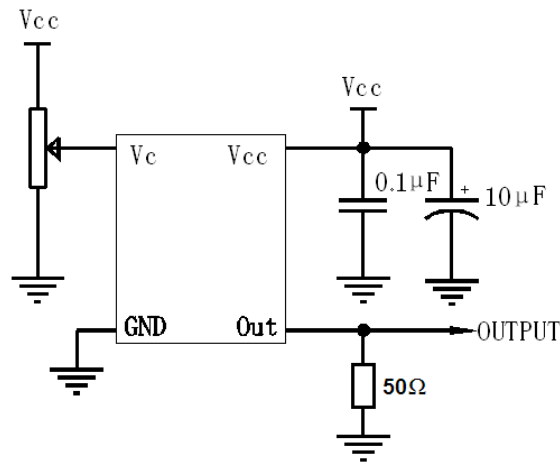 Vcc
Vcc
Vc
Vcc
0.1μF
+
10μF
GND
Out
OUTPUT
50Ω